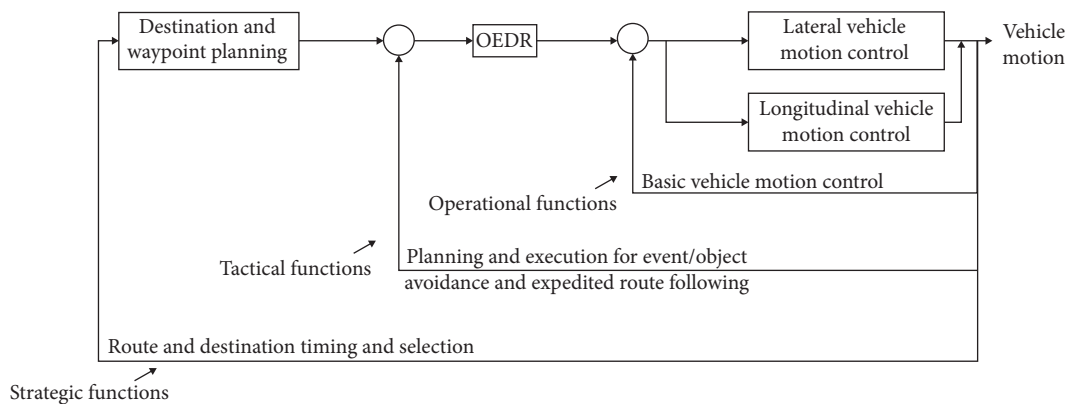 Destination and
waypoint planning
OEDR
Lateral vehicle
motion control
Vehicle
motion
Longitudinal vehicle
motion control
Basic vehicle motion control
Operational functions
Planning and execution for event/object
avoidance and expedited route following
Tactical functions
Route and destination timing and selection
Strategic functions